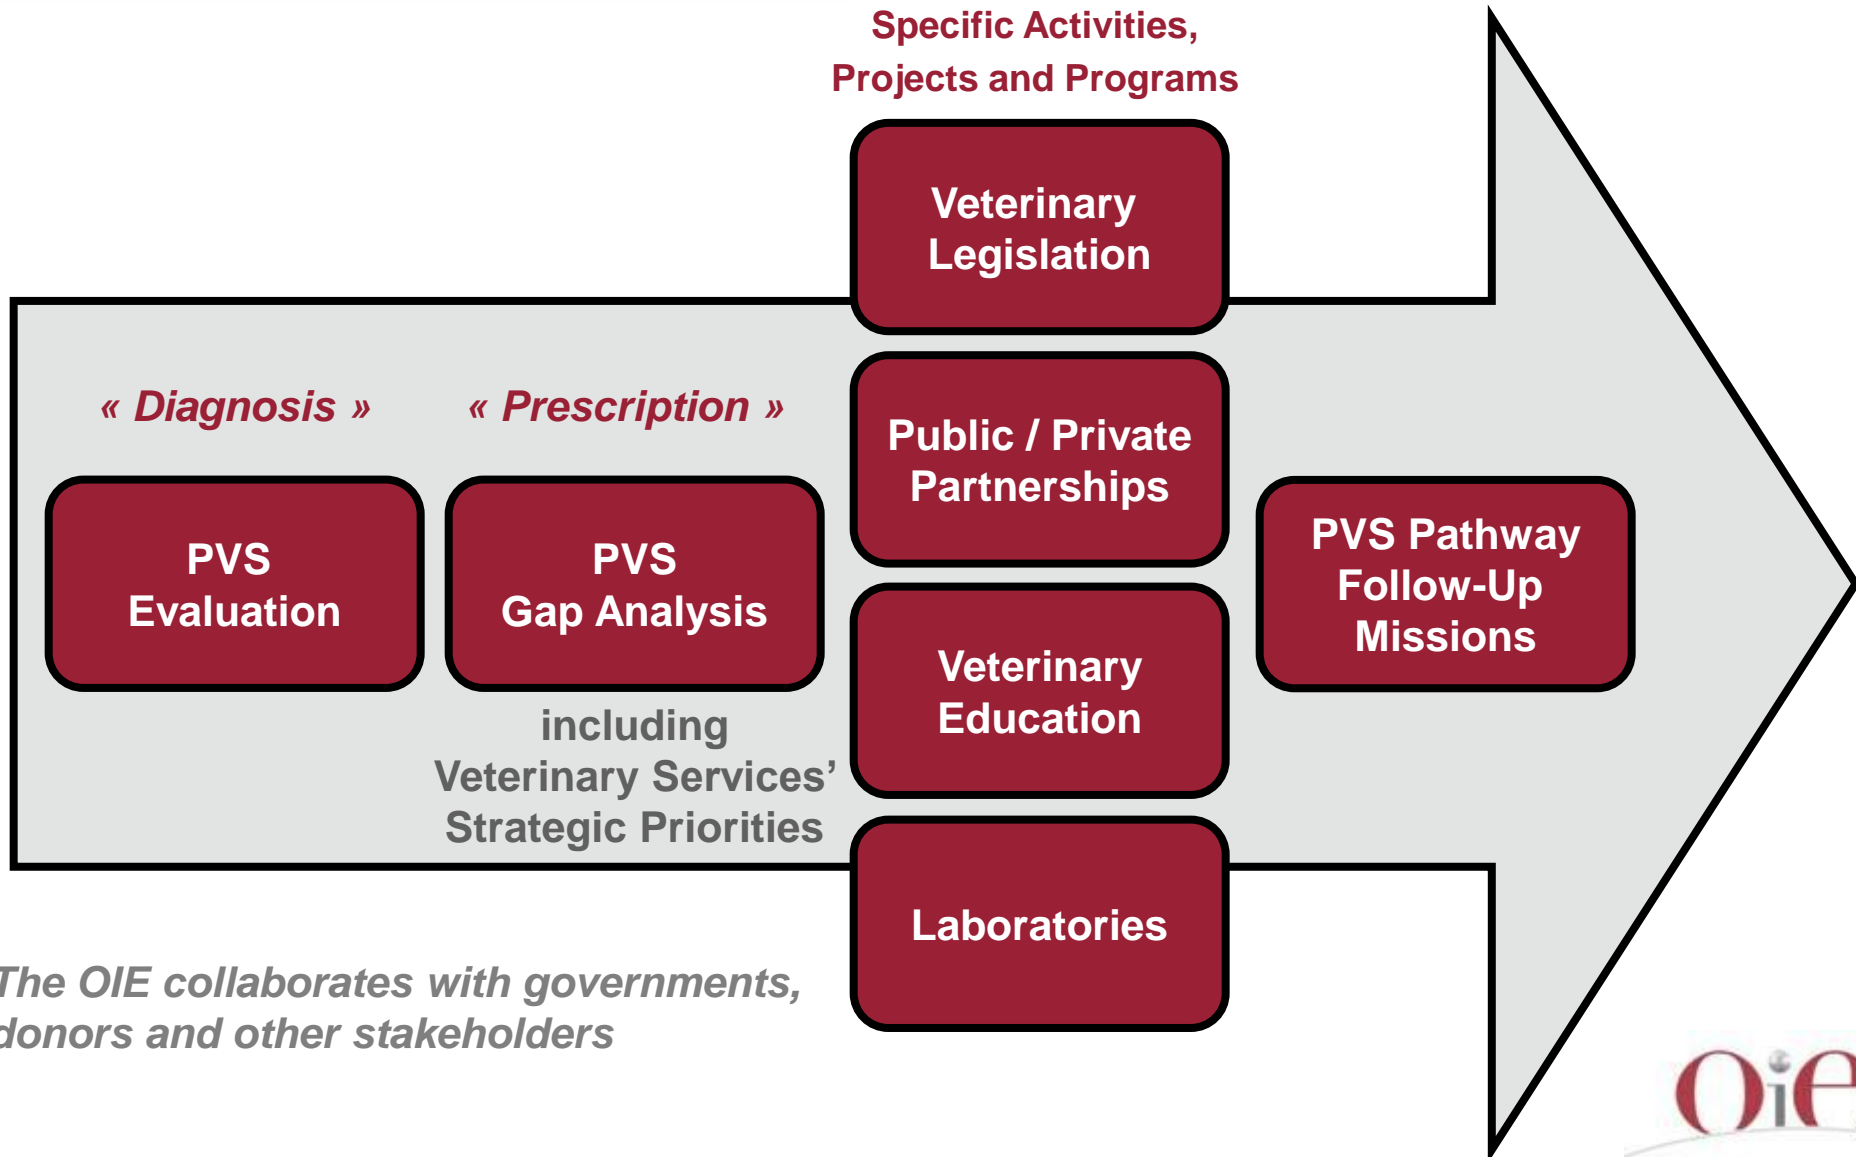 Specific Activities,
Projects and Programs
Veterinary
Legislation
« Diagnosis »
« Prescription »
Public / Private
Partnerships
PVS
Evaluation
PVS
Gap Analysis
PVS Pathway
Follow-Up
Missions
including
Veterinary Services’
Strategic Priorities
Veterinary
Education
Laboratories
The OIE collaborates with governments,
donors and other stakeholders
OiE